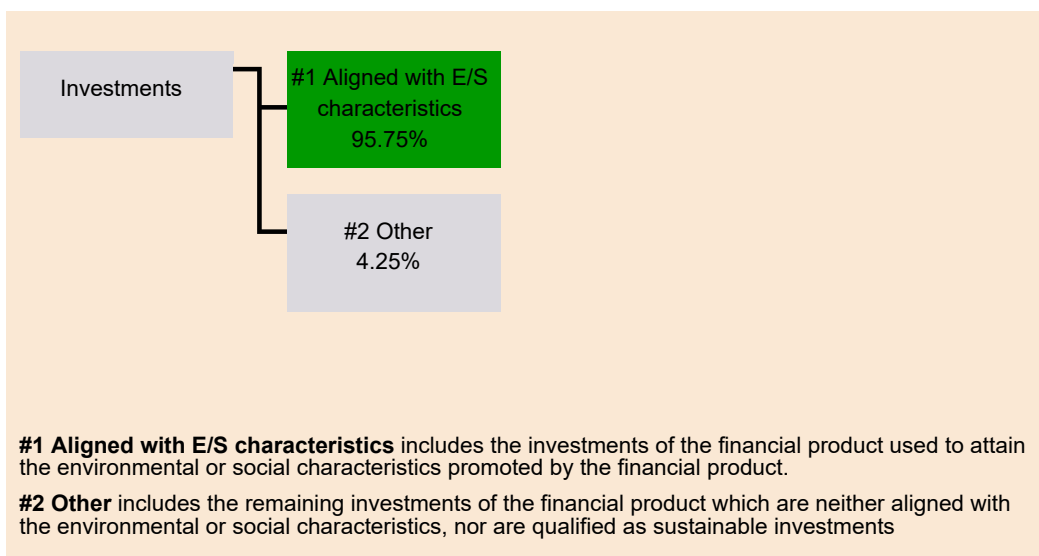 Investments
#1 Aligned with E/S
characteristics
95.75%
#2 Other
4.25%
#1 Aligned with E/S characteristics includes the investments of the financial product used to attain
the environmental or social characteristics promoted by the financial product.
#2 Other includes the remaining investments of the financial product which are neither aligned with
the environmental or social characteristics, nor are qualified as sustainable investments